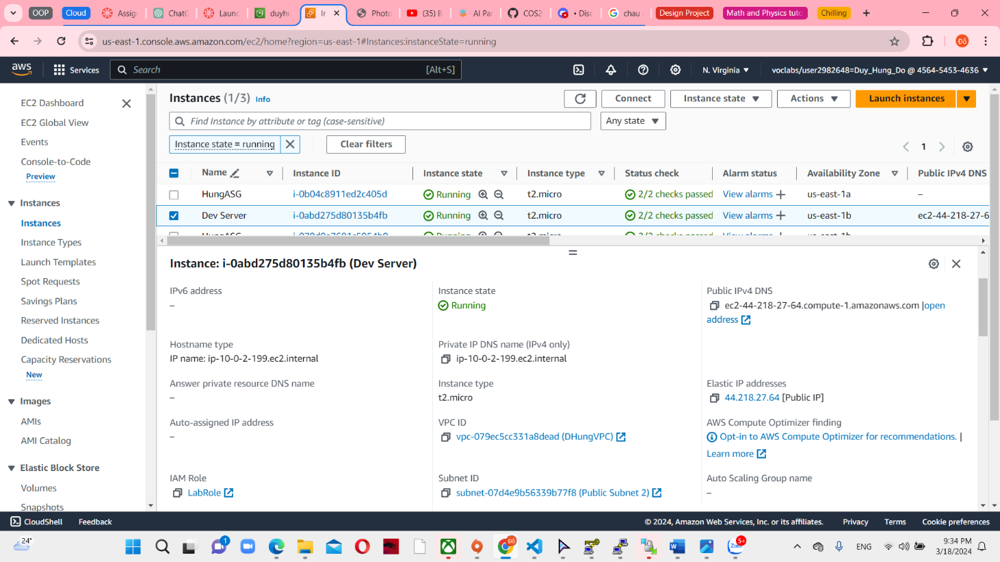 OOP
Cloud
Assign
ChatG
Launc
duyhu
In
Photo
(35) B
AI Par
COS2
• Disc
chau
Design Project
Math and Physics tuto
Chilling
us-east-1.console.aws.amazon.com/ec2/home?region=us-east-1#Instances:instanceState=running
Đỗ
aws
Services
Search
[Alt+S]
N. Virginia
voclabs/user2982648=Duy_Hung_Do @ 4564-5453-4636
EC2 Dashboard
EC2 Global View
Events
Console-to-Code
Preview
Instances
Instances
Instance Types
Launch Templates
Spot Requests
Savings Plans
Reserved Instances
Dedicated Hosts
Capacity Reservations
New
Images
AMIs
AMI Catalog
Elastic Block Store
Volumes
Snapshots
Instances (1/3) Info
Connect
Instance state
Actions
Launch instances
Find Instance by attribute or tag (case-sensitive)
Any state
Instance state = running
Clear filters
1
Name Instance ID Instance state Instance type Status check Alarm status Availability Zone Public IPv4 DNS
HungASG i-0b04c8911ed2c405d Running t2.micro 2/2 checks passed View alarms + us-east-1a –
Dev Server i-0abd275d80135b4fb Running t2.micro 2/2 checks passed View alarms + us-east-1b ec2-44-218-27-6
Instance: i-0abd275d80135b4fb (Dev Server)
IPv6 address
–
Instance state
Running
Public IPv4 DNS
ec2-44-218-27-64.compute-1.amazonaws.com |open
address
Hostname type
IP name: ip-10-0-2-199.ec2.internal
Private IP DNS name (IPv4 only)
ip-10-0-2-199.ec2.internal
Answer private resource DNS name
–
Instance type
t2.micro
Elastic IP addresses
44.218.27.64 [Public IP]
Auto-assigned IP address
–
VPC ID
vpc-079ec5cc331a8dead (DHungVPC)
AWS Compute Optimizer finding
Opt-in to AWS Compute Optimizer for recommendations. |
Learn more
IAM Role
LabRole
Subnet ID
subnet-07d4e9b56339b77f8 (Public Subnet 2)
Auto Scaling Group name
–
CloudShell
Feedback
© 2024, Amazon Web Services, Inc. or its affiliates.
Privacy
Terms
Cookie preferences
24°
1
Đỗ
Zalo
5+
ENG
9:34 PM
3/18/2024